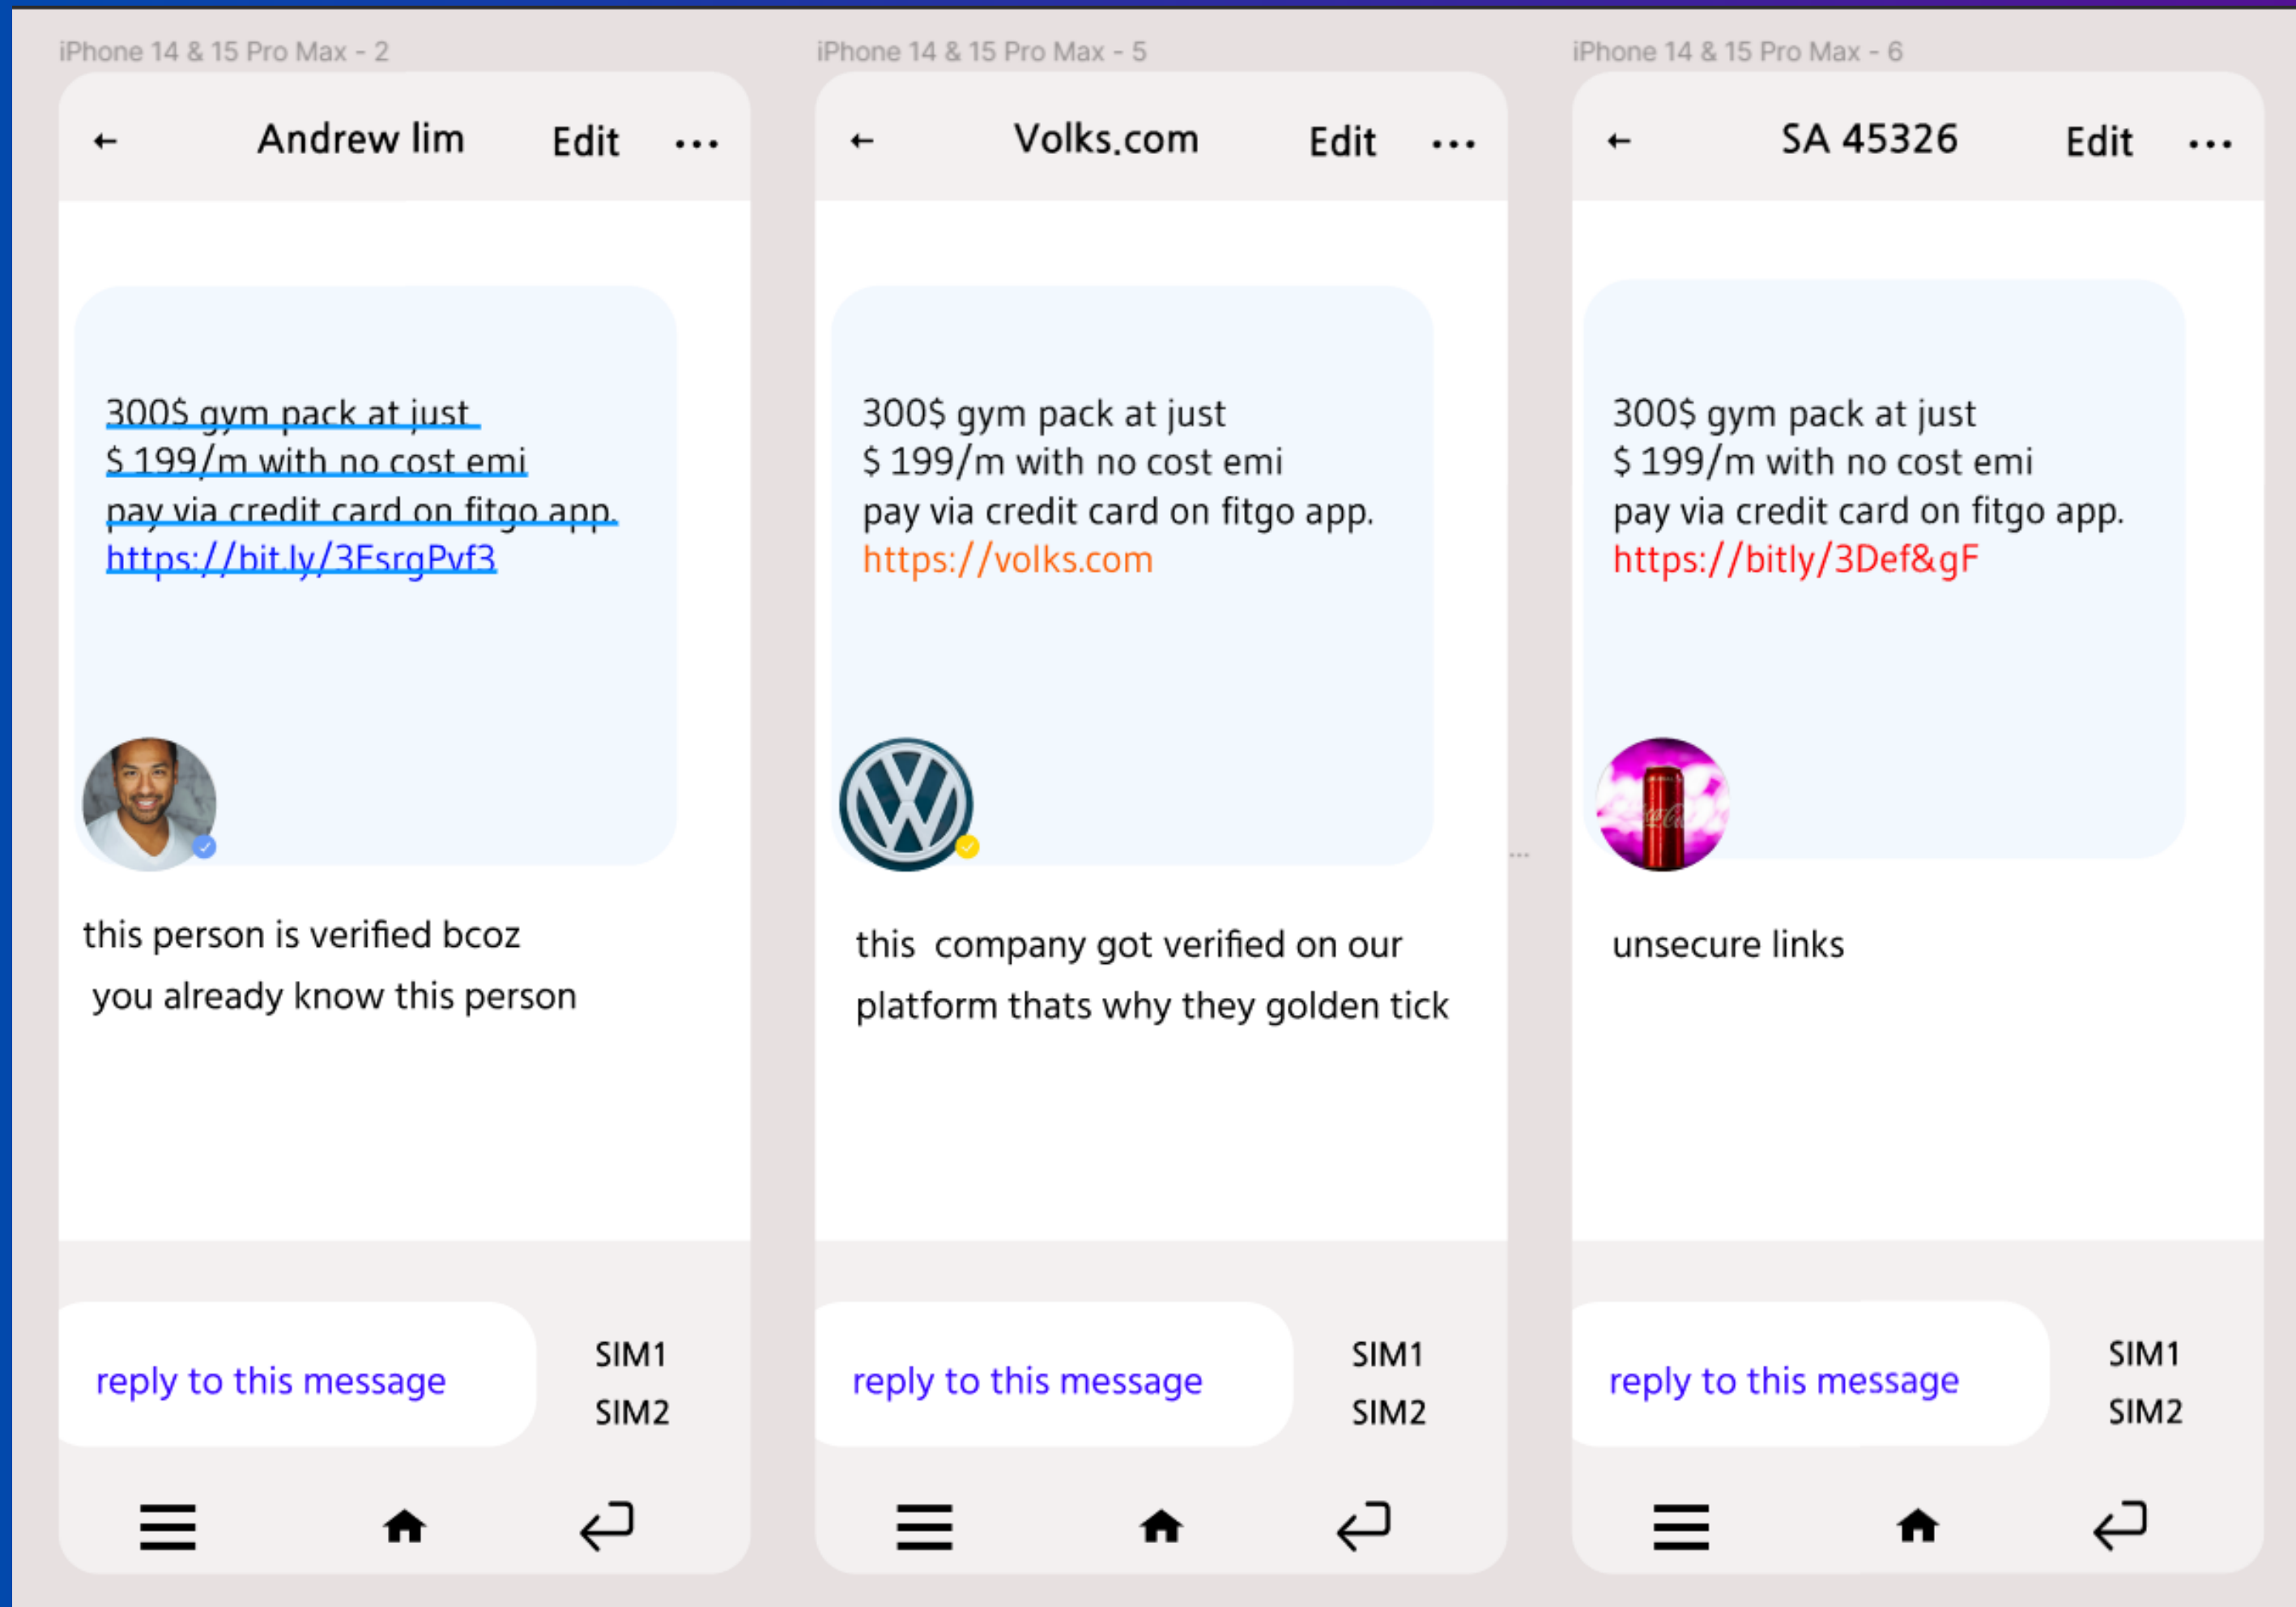 iPhone 14 & 15 Pro Max - 2
← Andrew lim Edit ...
300$ gym pack at just
$ 199/m with no cost emi
pay via credit card on fitgo app.
https://bit.ly/3FsrgPvf3
this person is verified bcoz
you already know this person
reply to this message
SIM1
SIM2
iPhone 14 & 15 Pro Max - 5
← Volks.com Edit ...
300$ gym pack at just
$ 199/m with no cost emi
pay via credit card on fitgo app.
https://volks.com
this company got verified on our
platform thats why they golden tick
reply to this message
SIM1
SIM2
...
iPhone 14 & 15 Pro Max - 6
← SA 45326 Edit ...
300$ gym pack at just
$ 199/m with no cost emi
pay via credit card on fitgo app.
https://bitly/3Def&gF
unsecure links
reply to this message
SIM1
SIM2